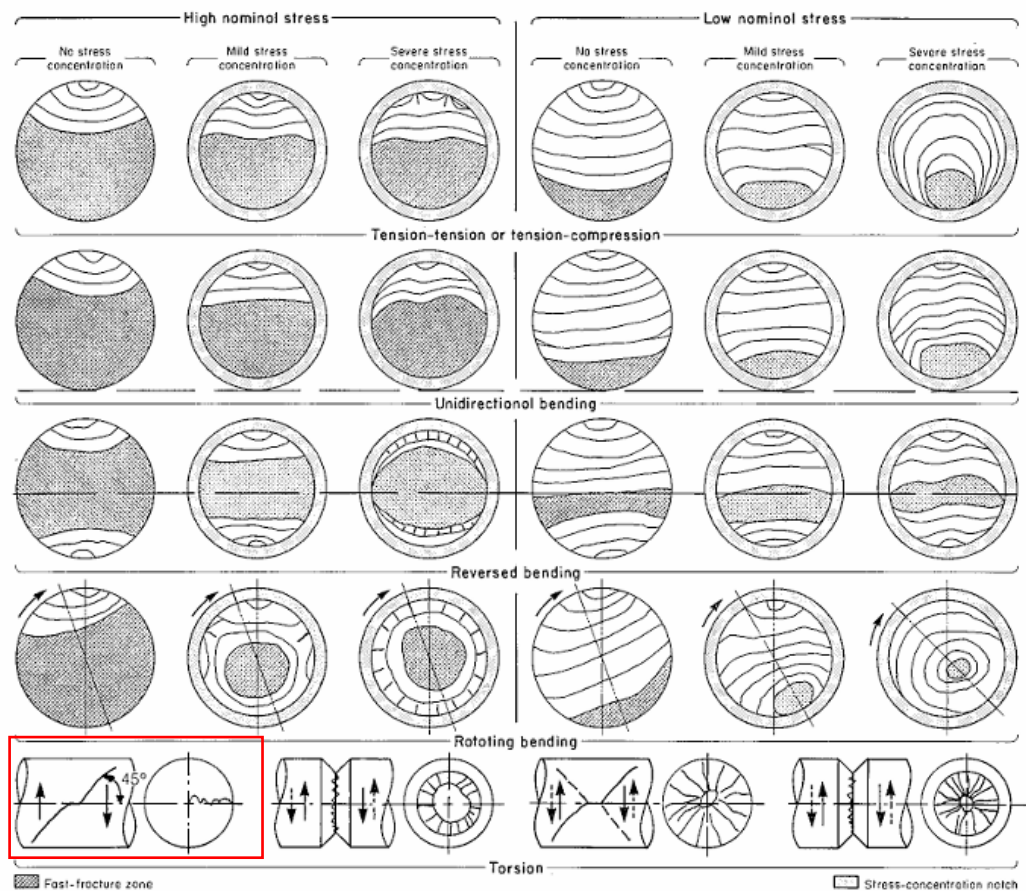 High nominal stress
Low nominal stress
No stress
concentration
Mild stress
concentration
Severe stress
concentration
No stress
concentration
Mild stress
concentration
Severe stress
concentration
Tension-tension or tension-compression
Unidirectional bending
Reversed bending
Rotating bending
45°
Torsion
Fast-fracture zone
Stress-concentration notch